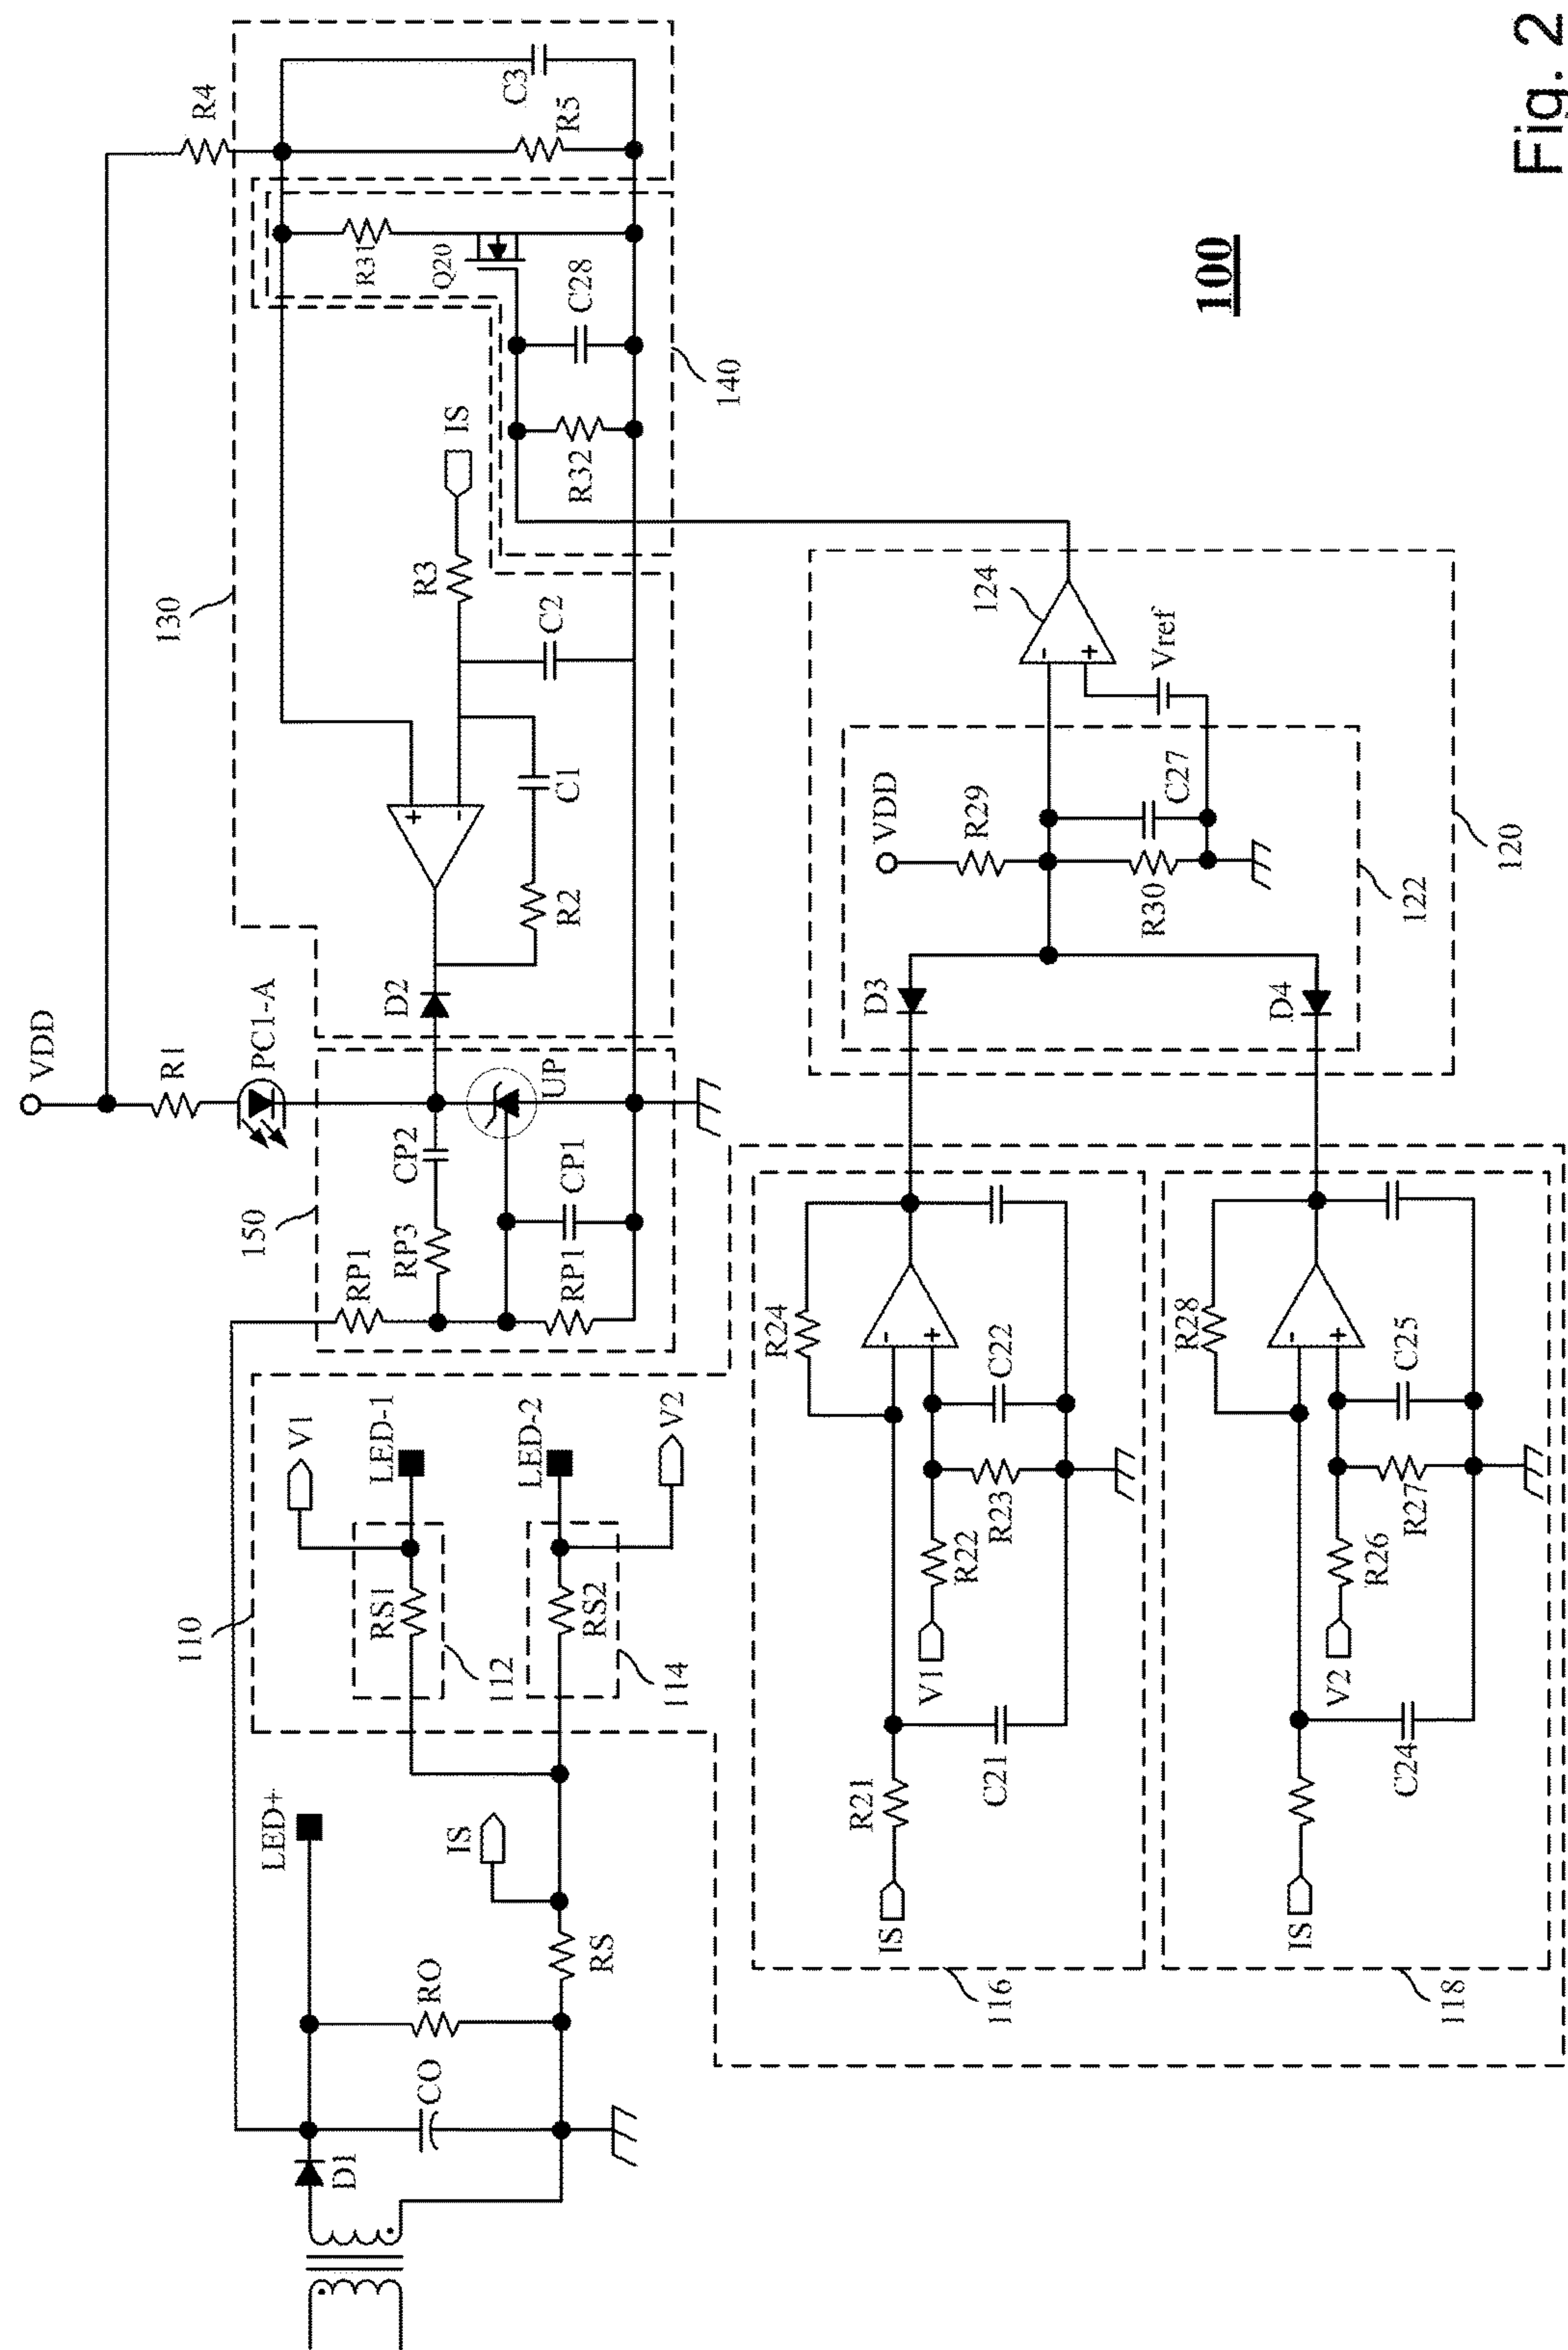 VDD
R4
130
R1
PC1-A
D2
R2
C1
C2
R3
IS
R31
Q20
R5
C3
C28
R32
140
150
RP1
RP3
CP2
UP
CP1
RP1
110
V1
LED-1
LED-2
V2
RS1
RS2
112
114
LED+
IS
RS
RO
CO
D1
100
124
Vref
VDD
R29
C27
R30
122
120
D3
D4
R24
C22
R23
R22
V1
C21
R21
IS
116
R28
C25
R27
R26
V2
C24
IS
118
+
-
-
+
-
+
-
+
Fig. 2